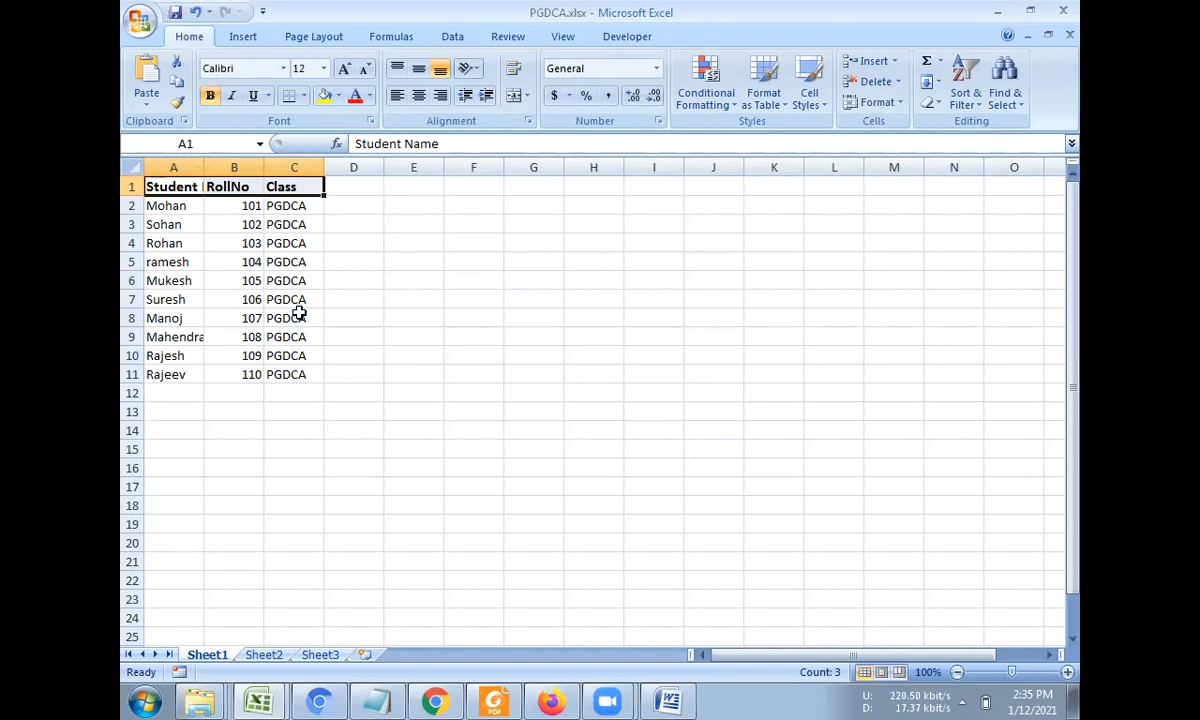 PGDCA.xlsx - Microsoft Excel
Home Insert Page Layout Formulas Data Review View Developer
Paste
Calibri 12
B I U
General
$ % ,
Conditional Formatting
Format as Table
Cell Styles
Insert
Delete
Format
Σ
Sort & Filter
Find & Select
Clipboard Font Alignment Number Styles Cells Editing
A1 fx Student Name
A B C D E F G H I J K L M N O
1 Student RollNo Class
2 Mohan 101 PGDCA
3 Sohan 102 PGDCA
4 Rohan 103 PGDCA
5 ramesh 104 PGDCA
6 Mukesh 105 PGDCA
7 Suresh 106 PGDCA
8 Manoj 107 PGDCA
9 Mahendra 108 PGDCA
10 Rajesh 109 PGDCA
11 Rajeev 110 PGDCA
12
13
14
15
16
17
18
19
20
21
22
23
24
25
Sheet1 Sheet2 Sheet3
Ready Count: 3 100%
U: 220.50 kbit/s
D: 17.37 kbit/s
2:35 PM
1/12/2021
PDF